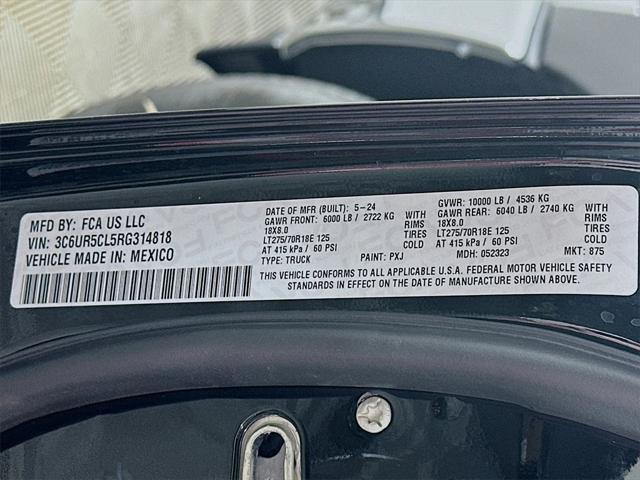 MFD BY: FCA US LLC
VIN: 3C6UR5CL5RG314818
VEHICLE MADE IN: MEXICO
DATE OF MFR (BUILT): 5-24
GAWR FRONT: 6000 LB / 2722 KG WITH
18X8.0 RIMS
LT275/70R18E 125 TIRES
AT 415 kPa / 60 PSI COLD
TYPE: TRUCK PAINT: PXJ
GVWR: 10000 LB / 4536 KG
GAWR REAR: 6040 LB / 2740 KG WITH
18X8.0 RIMS
LT275/70R18E 125 TIRES
AT 415 kPa / 60 PSI COLD
MDH: 052323 MKT: 875
THIS VEHICLE CONFORMS TO ALL APPLICABLE U.S.A. FEDERAL MOTOR VEHICLE SAFETY
STANDARDS IN EFFECT ON THE DATE OF MANUFACTURE SHOWN ABOVE.